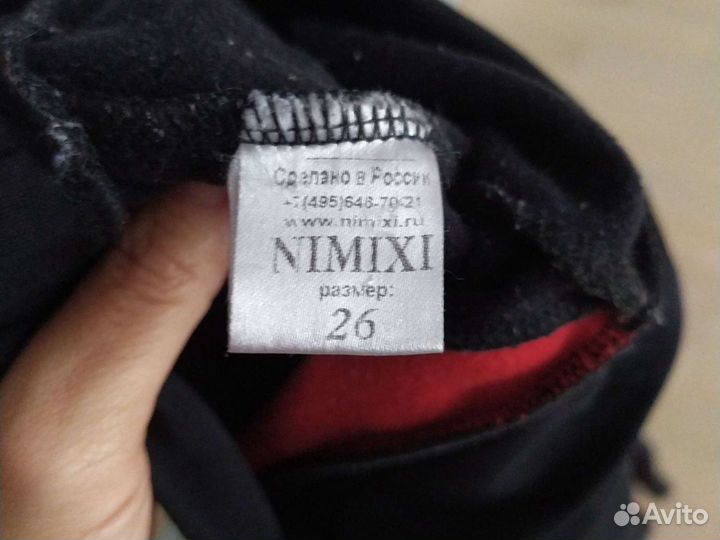 Сделано в России
+7(495)646-70-21
www.nimixi.ru
NIMIXI
размер:
26
Avito